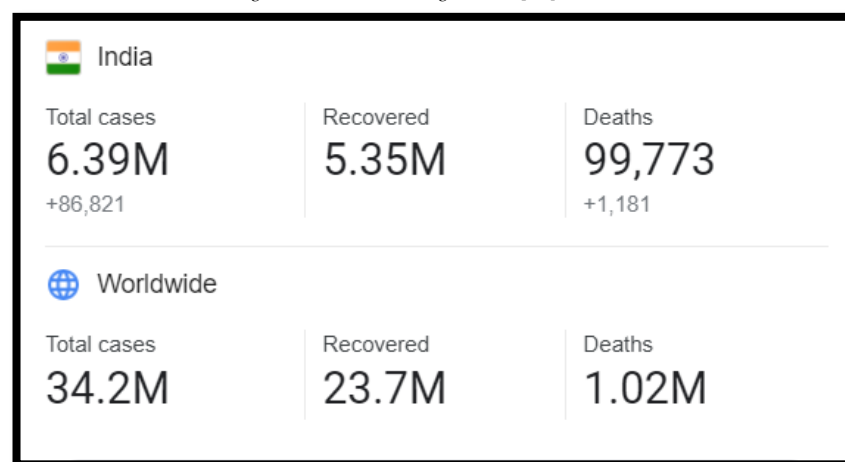 India
Total cases Recovered Deaths
6.39M 5.35M 99,773
+86,821 +1,181
Worldwide
Total cases Recovered Deaths
34.2M 23.7M 1.02M